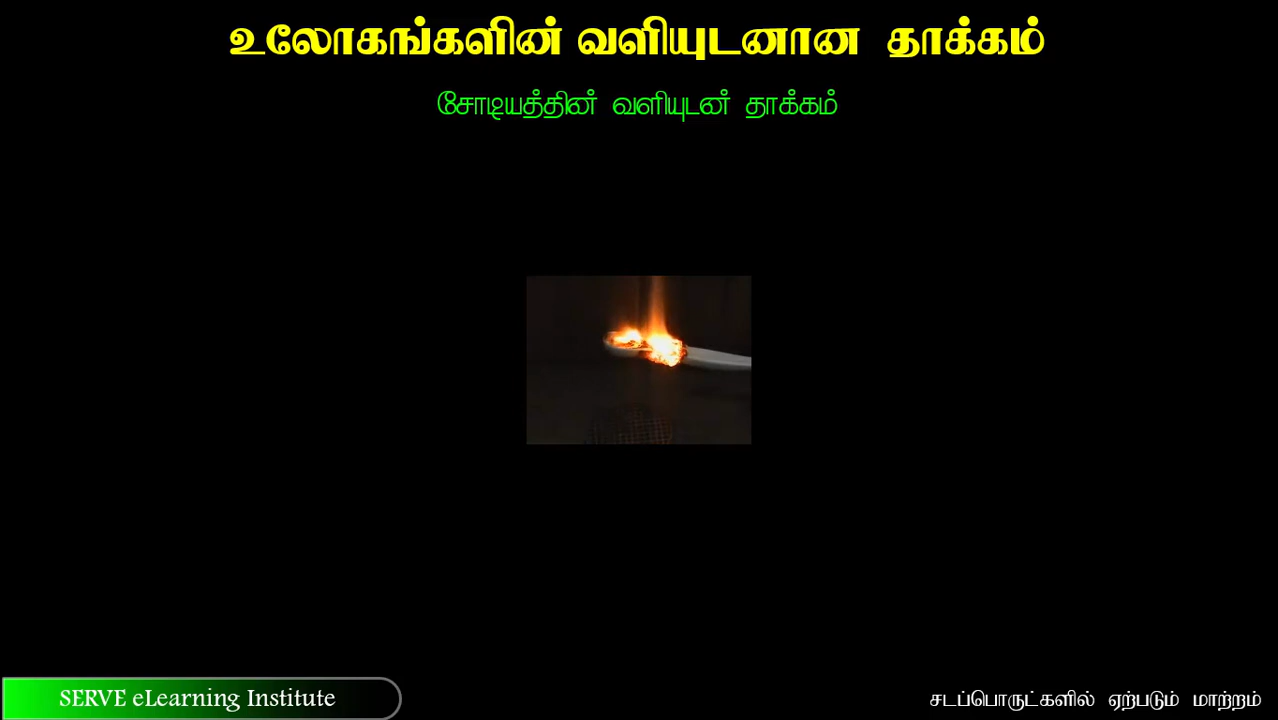 உலோகங்களின் வளியுடனான தாக்கம்
சோடியத்தின் வளியுடன் தாக்கம்
SERVE eLearning Institute
சடப்பொருட்களில் ஏற்படும் மாற்றம்